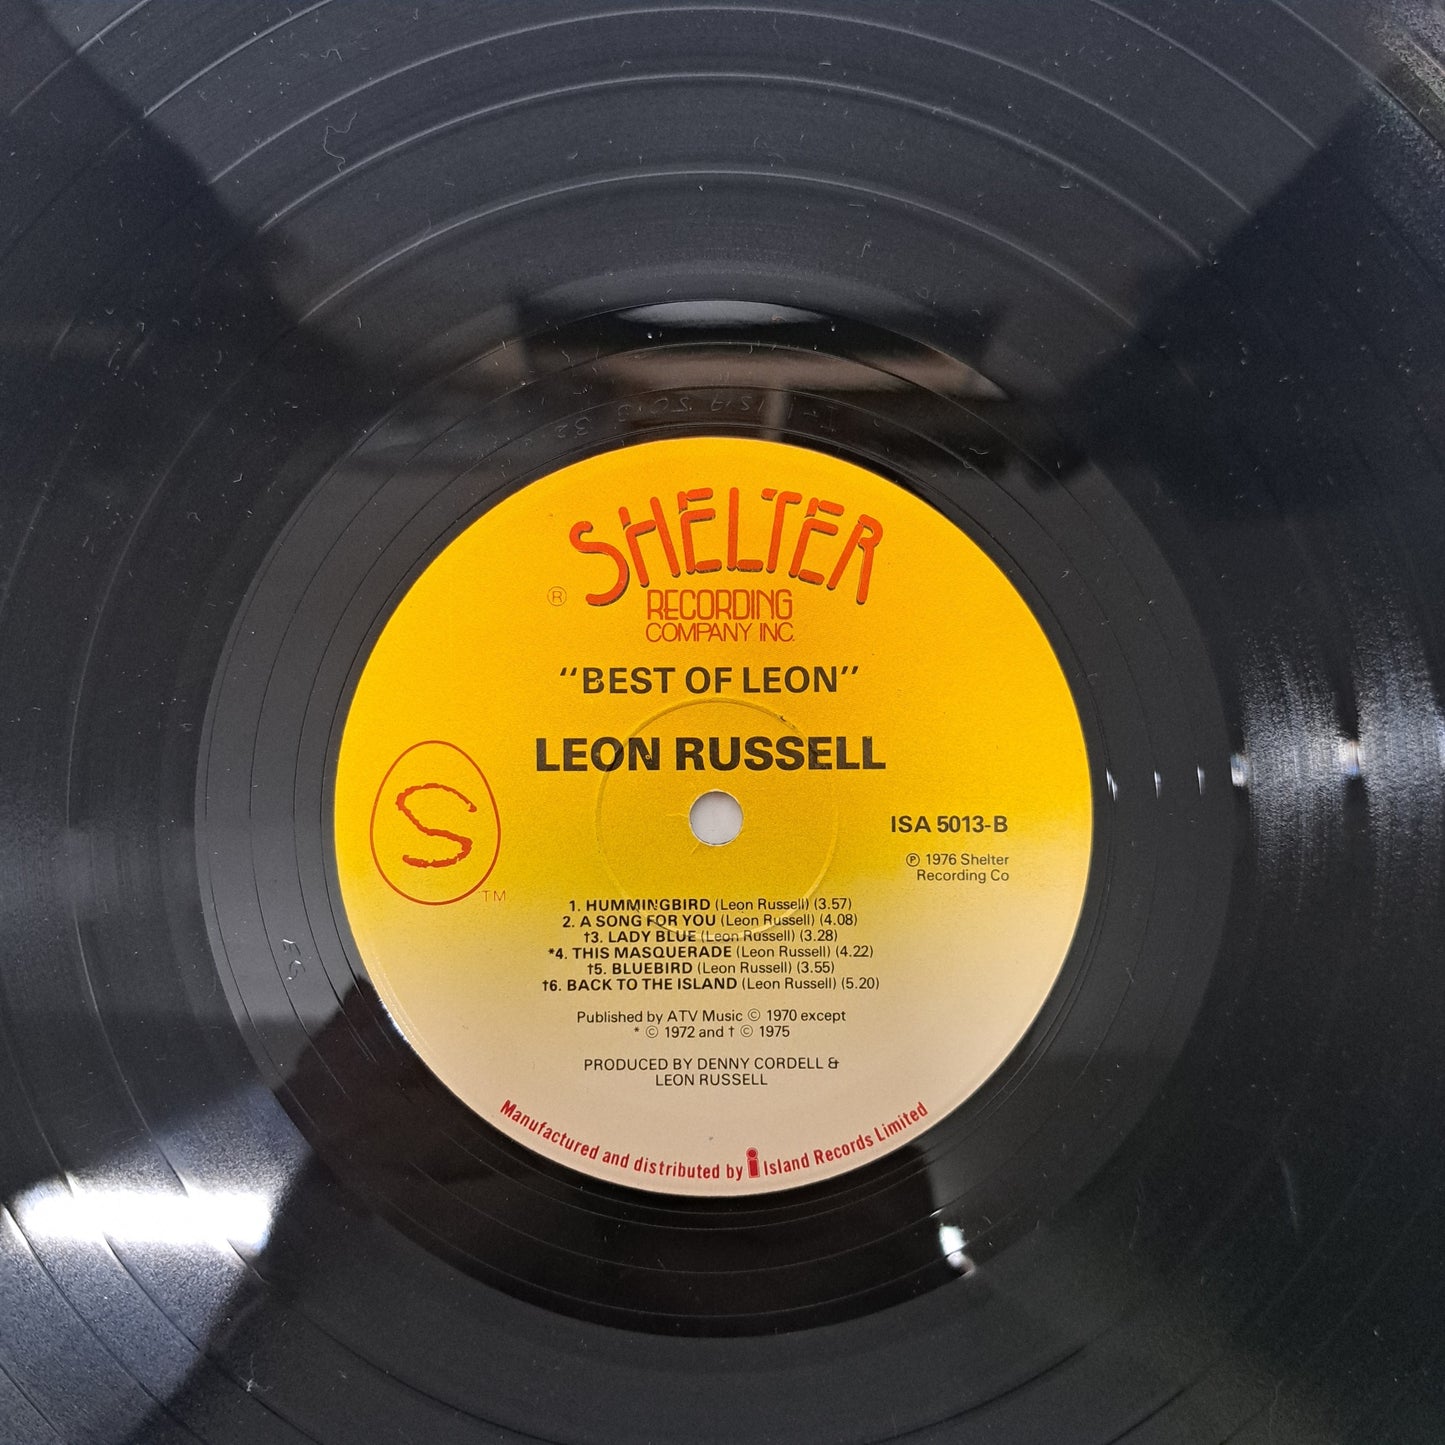 SHELTER
®
RECORDING
COMPANY INC.
“BEST OF LEON”
LEON RUSSELL
S
TM
ISA 5013-B
℗ 1976 Shelter
Recording Co
1. HUMMINGBIRD (Leon Russell) (3.57)
2. A SONG FOR YOU (Leon Russell) (4.08)
†3. LADY BLUE (Leon Russell) (3.28)
*4. THIS MASQUERADE (Leon Russell) (4.22)
†5. BLUEBIRD (Leon Russell) (3.55)
†6. BACK TO THE ISLAND (Leon Russell) (5.20)
Published by ATV Music © 1970 except
* © 1972 and † © 1975
PRODUCED BY DENNY CORDELL &
LEON RUSSELL
Manufactured and distributed by i Island Records Limited